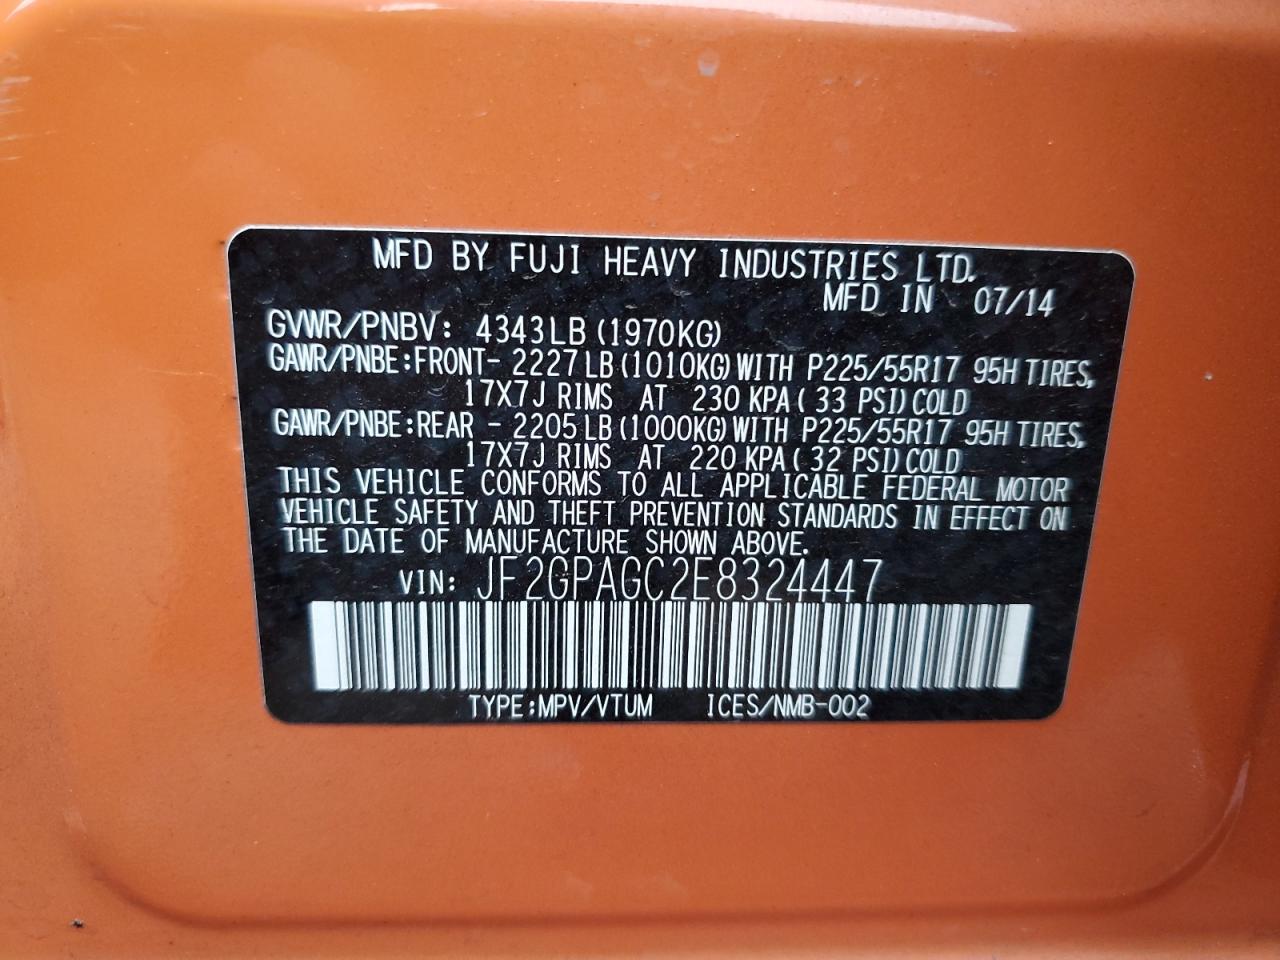 MFD BY FUJI HEAVY INDUSTRIES LTD.
MFD IN 07/14
GVWR/PNBV: 4343LB (1970KG)
GAWR/PNBE:FRONT- 2227LB (1010KG) WITH P225/55R17 95H TIRES,
17X7J RIMS AT 230 KPA ( 33 PSI) COLD
GAWR/PNBE:REAR - 2205LB (1000KG) WITH P225/55R17 95H TIRES,
17X7J RIMS AT 220 KPA ( 32 PSI) COLD
THIS VEHICLE CONFORMS TO ALL APPLICABLE FEDERAL MOTOR
VEHICLE SAFETY AND THEFT PREVENTION STANDARDS IN EFFECT ON
THE DATE OF MANUFACTURE SHOWN ABOVE.
VIN: JF2GPAGC2E8324447
TYPE:MPV/VTUM ICES/NMB-002